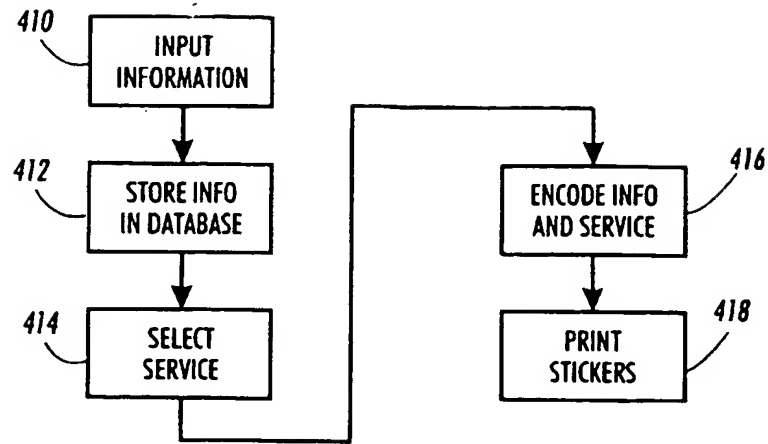 410
INPUT
INFORMATION
412
STORE INFO
IN DATABASE
414
SELECT
SERVICE
416
ENCODE INFO
AND SERVICE
418
PRINT
STICKERS